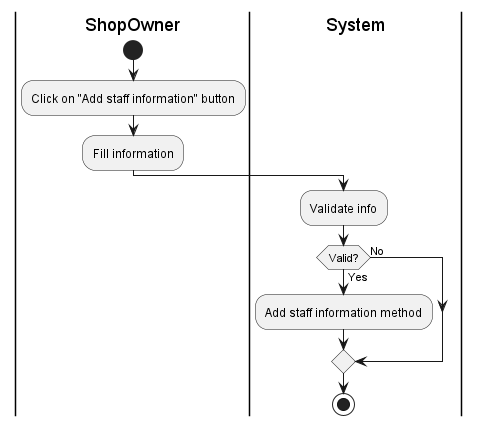 ShopOwner
System
Click on "Add staff information" button
Fill information
Validate info
Valid?
No
Yes
Add staff information method